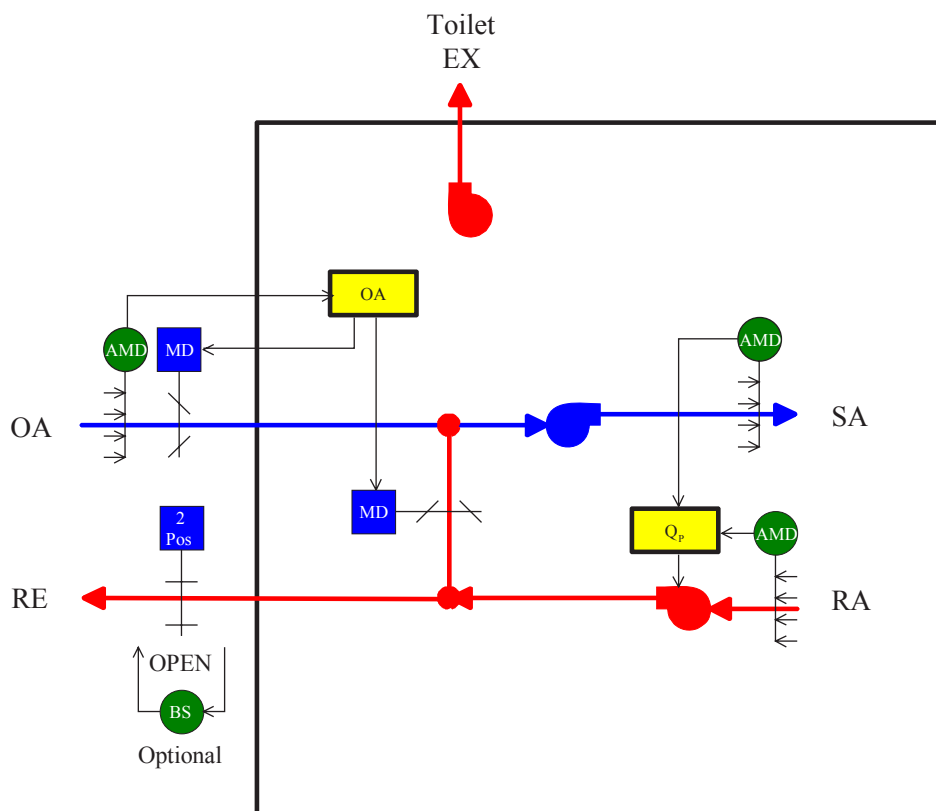 Toilet
EX
OA
AMD
MD
AMD
OA
SA
MD
2
Pos
QP
AMD
RE
RA
OPEN
BS
Optional